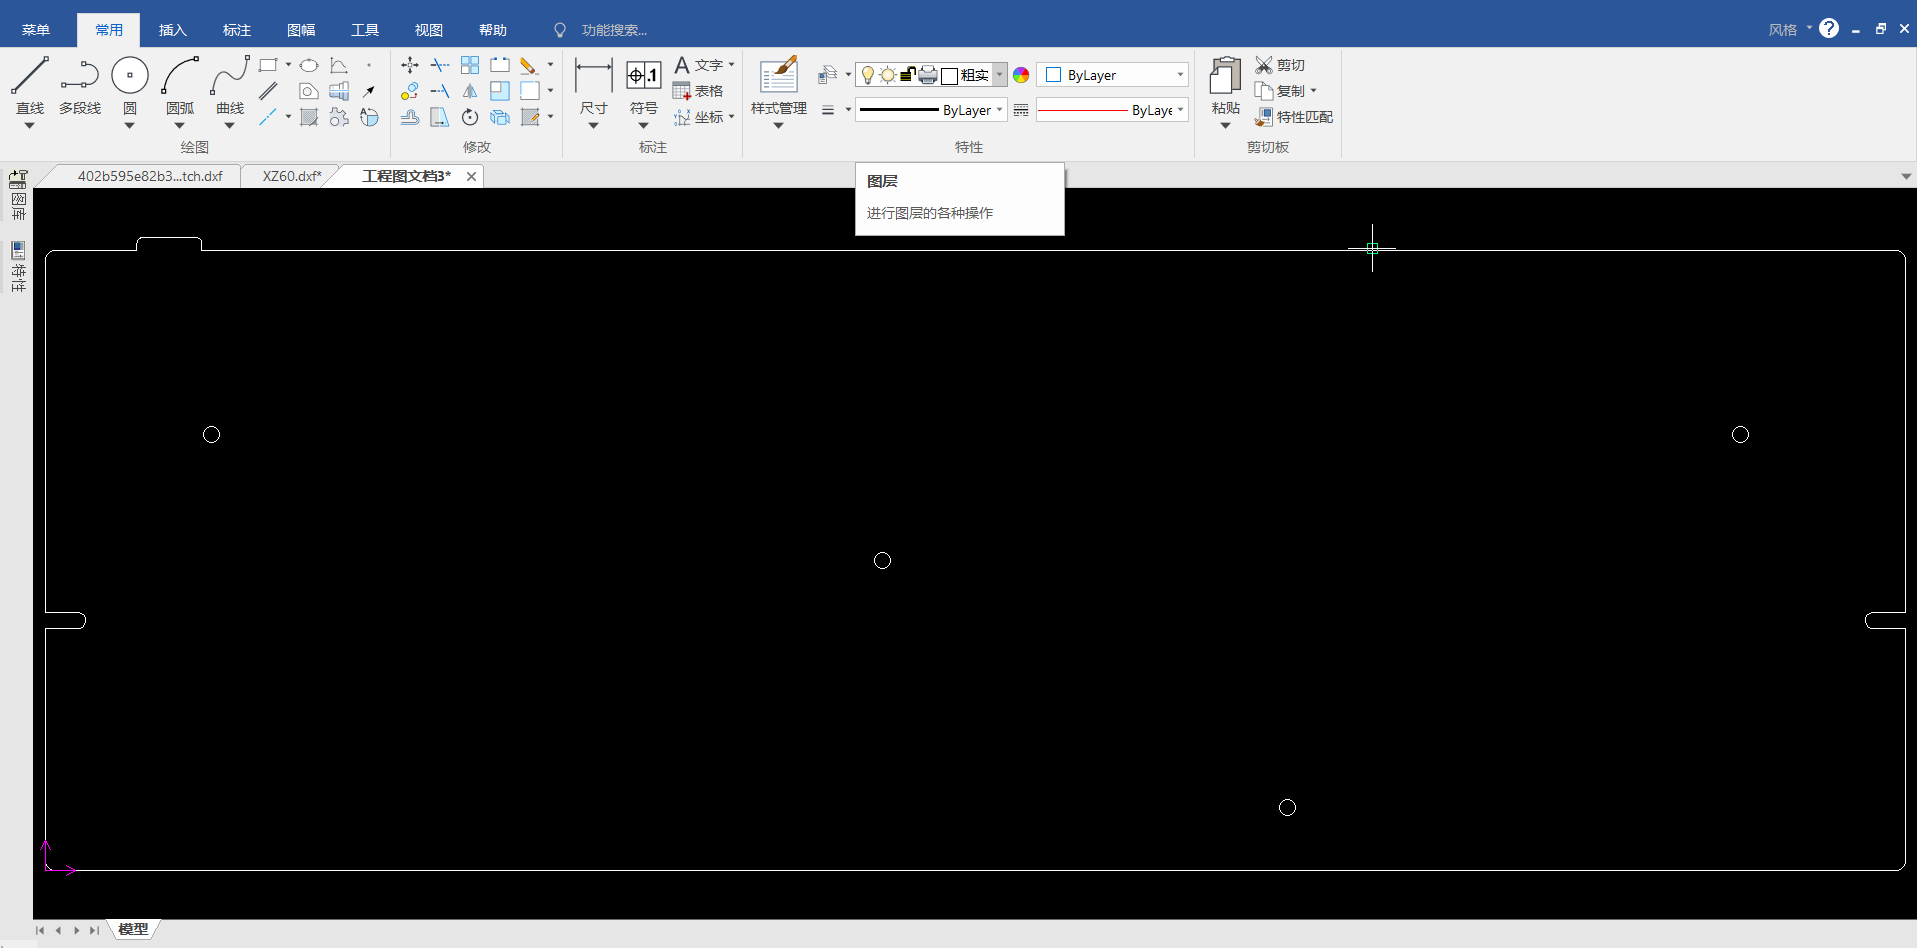 菜单 常用 插入 标注 图幅 工具 视图 帮助 功能搜索... 风格
直线 多段线 圆 圆弧 曲线
尺寸 符号 .1
A 文字
表格
坐标
样式管理
粗实 ByLayer
ByLayer ByLaye
粘贴
剪切
复制
特性匹配
绘图 修改 标注 特性 剪切板
402b595e82b3...tch.dxf XZ60.dxf* 工程图文档3*
图层
进行图层的各种操作
图库
特性
模型